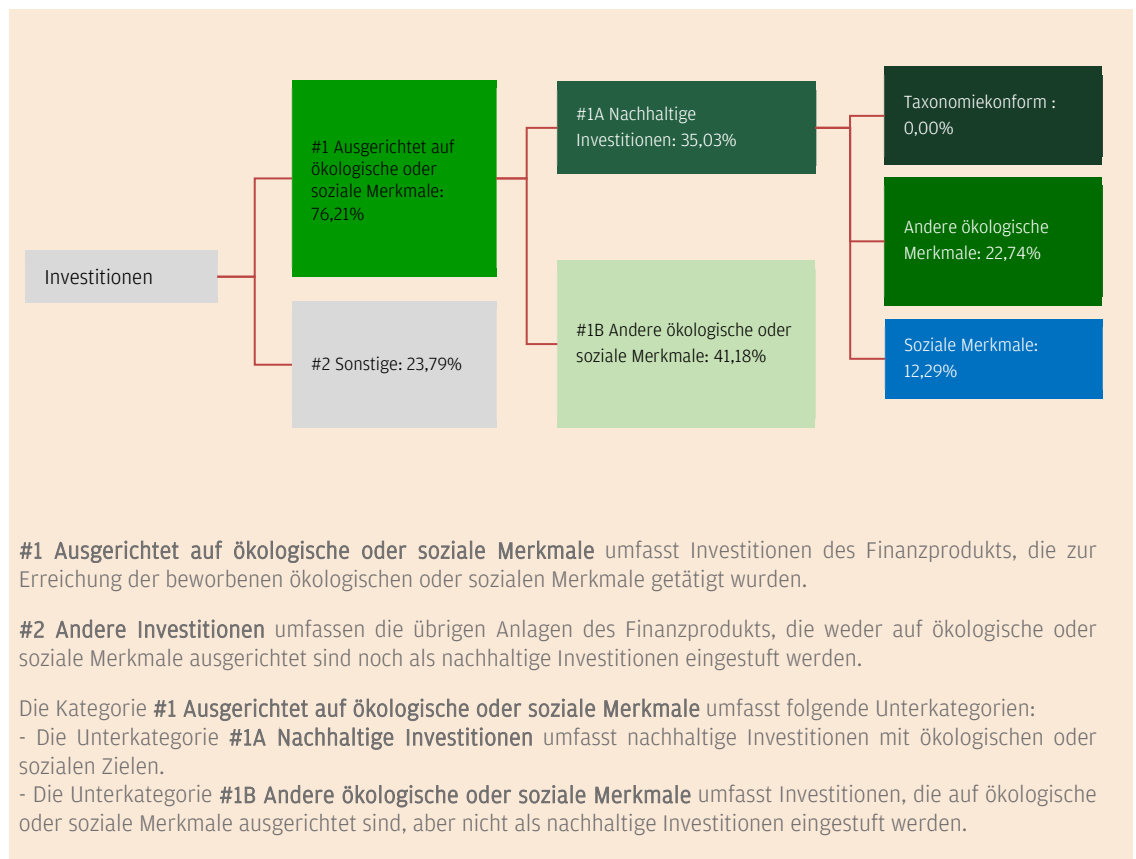 Investitionen
#1 Ausgerichtet auf
ökologische oder
soziale Merkmale:
76,21%
#2 Sonstige: 23,79%
#1A Nachhaltige
Investitionen: 35,03%
#1B Andere ökologische oder
soziale Merkmale: 41,18%
Taxonomiekonform :
0,00%
Andere ökologische
Merkmale: 22,74%
Soziale Merkmale:
12,29%
#1 Ausgerichtet auf ökologische oder soziale Merkmale umfasst Investitionen des Finanzprodukts, die zur
Erreichung der beworbenen ökologischen oder sozialen Merkmale getätigt wurden.
#2 Andere Investitionen umfassen die übrigen Anlagen des Finanzprodukts, die weder auf ökologische oder
soziale Merkmale ausgerichtet sind noch als nachhaltige Investitionen eingestuft werden.
Die Kategorie #1 Ausgerichtet auf ökologische oder soziale Merkmale umfasst folgende Unterkategorien:
- Die Unterkategorie #1A Nachhaltige Investitionen umfasst nachhaltige Investitionen mit ökologischen oder
sozialen Zielen.
- Die Unterkategorie #1B Andere ökologische oder soziale Merkmale umfasst Investitionen, die auf ökologische
oder soziale Merkmale ausgerichtet sind, aber nicht als nachhaltige Investitionen eingestuft werden.